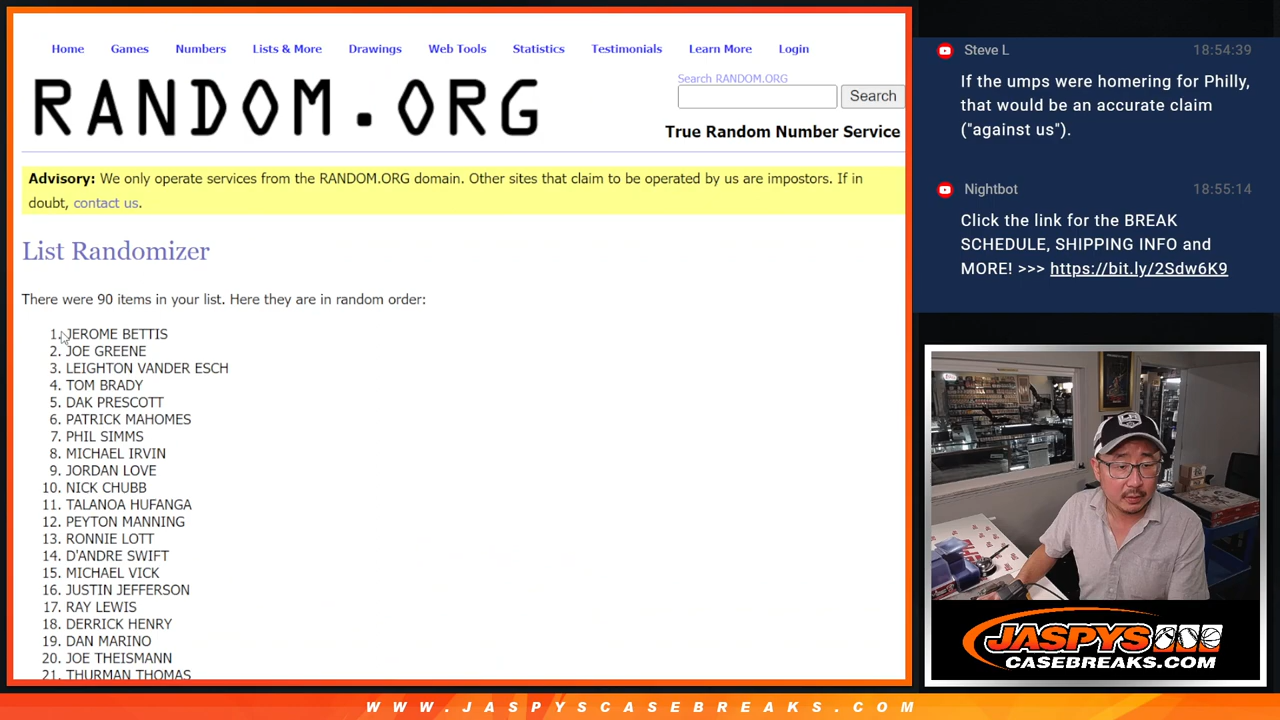 Home Games Numbers Lists & More Drawings Web Tools Statistics Testimonials Learn More Login
RANDOM.ORG
Search RANDOM.ORG
Search
True Random Number Service
Advisory: We only operate services from the RANDOM.ORG domain. Other sites that claim to be operated by us are impostors. If in
doubt, contact us.
List Randomizer
There were 90 items in your list. Here they are in random order:
1. JEROME BETTIS
2. JOE GREENE
3. LEIGHTON VANDER ESCH
4. TOM BRADY
5. DAK PRESCOTT
6. PATRICK MAHOMES
7. PHIL SIMMS
8. MICHAEL IRVIN
9. JORDAN LOVE
10. NICK CHUBB
11. TALANOA HUFANGA
12. PEYTON MANNING
13. RONNIE LOTT
14. D'ANDRE SWIFT
15. MICHAEL VICK
16. JUSTIN JEFFERSON
17. RAY LEWIS
18. DERRICK HENRY
19. DAN MARINO
20. JOE THEISMANN
21. THURMAN THOMAS
Steve L 18:54:39
If the umps were homering for Philly,
that would be an accurate claim
("against us").
Nightbot 18:55:14
Click the link for the BREAK
SCHEDULE, SHIPPING INFO and
MORE! >>> https://bit.ly/2Sdw6K9
JASPYS
CASEBREAKS.COM
WWW.JASPYSCASEBREAKS.COM